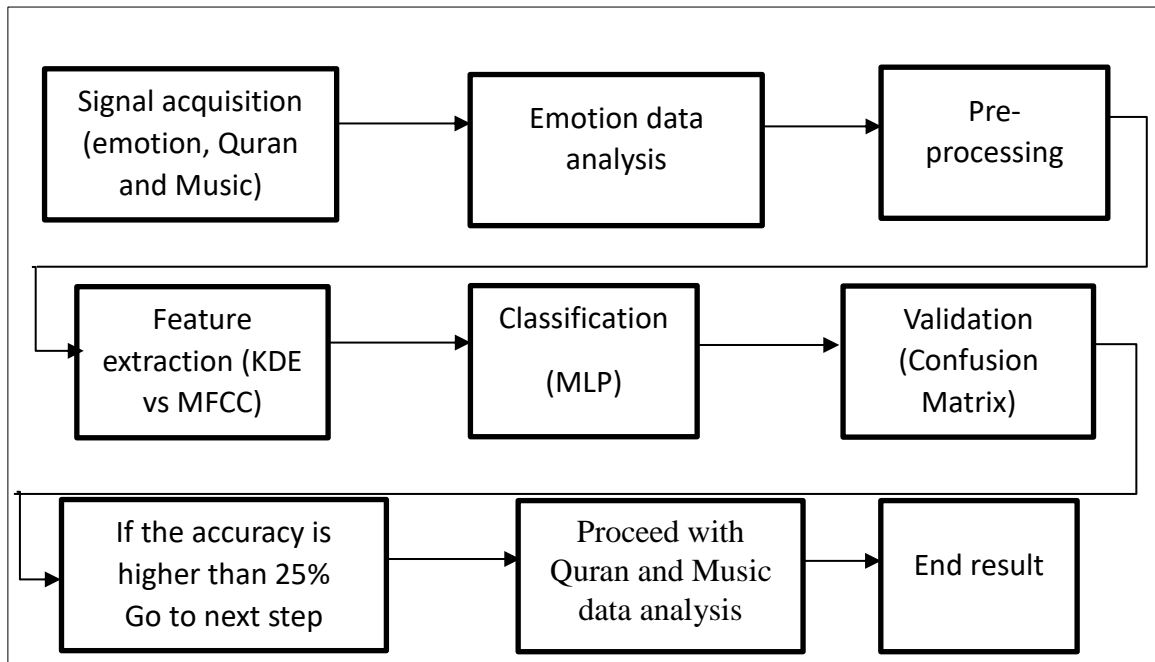 Signal acquisition
(emotion, Quran
and Music)
Emotion data
analysis
Pre-
processing
Feature
extraction (KDE
vs MFCC)
Classification
(MLP)
Validation
(Confusion
Matrix)
If the accuracy is
higher than 25%
Go to next step
Proceed with
Quran and Music
data analysis
End result